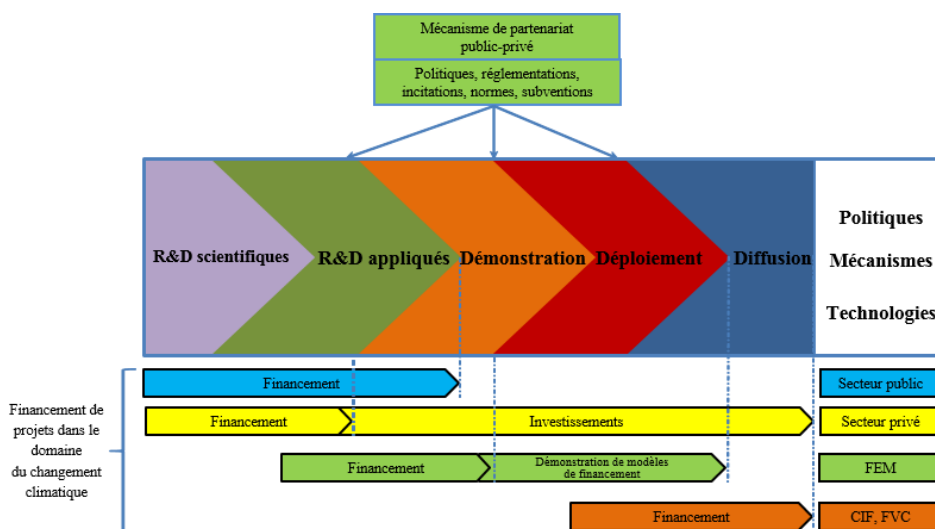 Mécanisme de partenariat
public-privé
Politiques, réglementations,
incitations, normes, subventions
R&D scientifiques
R&D appliqués
Démonstration
Déploiement
Diffusion
Politiques
Mécanismes
Technologies
Financement de
projets dans le
domaine
du changement
climatique
Financement
Secteur public
Financement
Investissements
Secteur privé
Financement
Démonstration de modèles
de financement
FEM
Financement
CIF, FVC